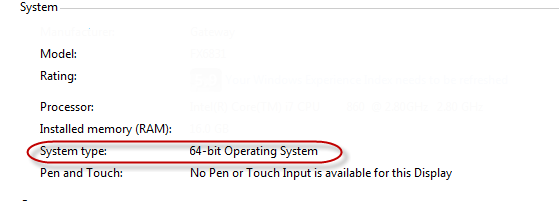 System
Model:
Rating:
Processor:
Installed memory (RAM):
System type: 64-bit Operating System
Pen and Touch: No Pen or Touch Input is available for this Display